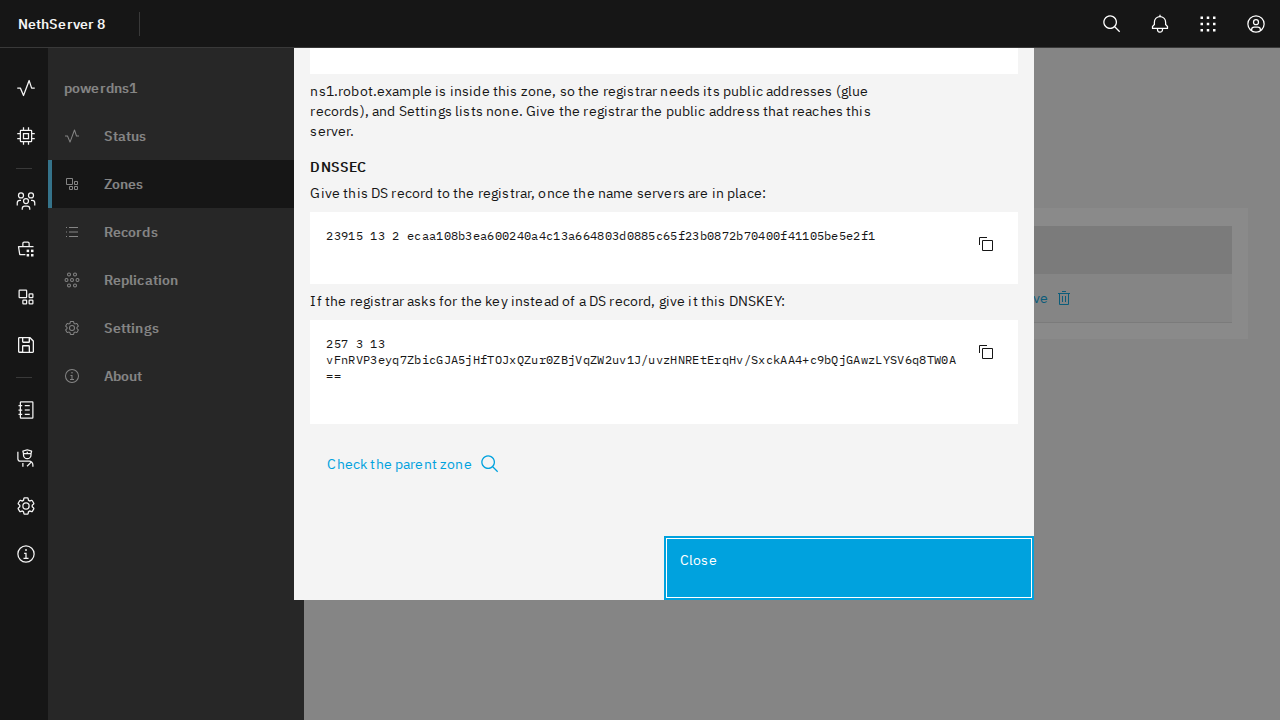 NethServer 8
powerdns1
Status
Zones
Records
Replication
Settings
About
ns1.robot.example is inside this zone, so the registrar needs its public addresses (glue
records), and Settings lists none. Give the registrar the public address that reaches this
server.
DNSSEC
Give this DS record to the registrar, once the name servers are in place:
23915 13 2 ecaa108b3ea600240a4c13a664803d0885c65f23b0872b70400f41105be5e2f1
If the registrar asks for the key instead of a DS record, give it this DNSKEY:
257 3 13
vFnRVP3eyq7ZbicGJA5jHfTOJxQZur0ZBjVqZW2uv1J/uvzHNREtErqHv/SxckAA4+c9bQjGAwzLYSV6q8TW0A
==
Check the parent zone
Close
ve